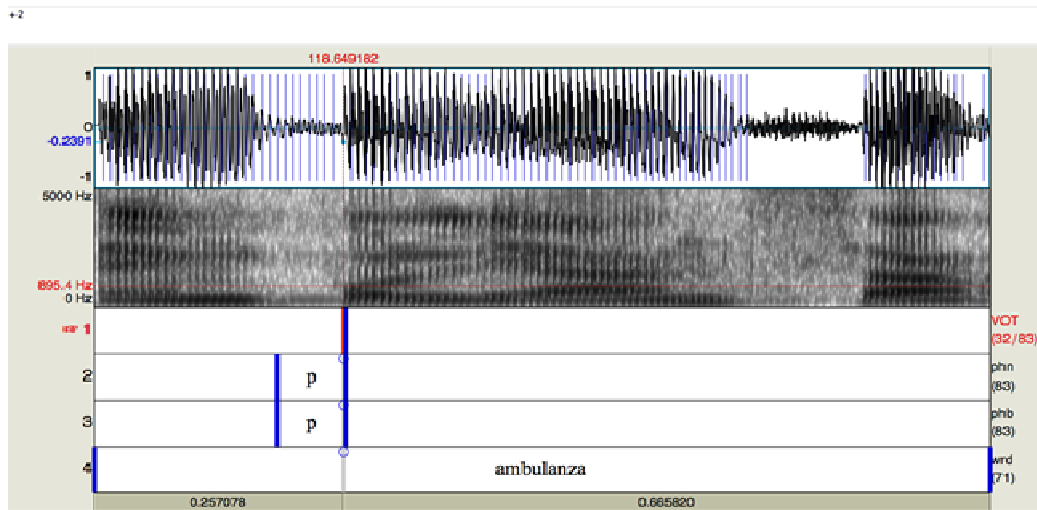 +-2
118.649182
1
0
-0.2391
-1
5000 Hz
895.4 Hz
0 Hz
1
VOT
(32/83)
2
p
phn
(83)
3
p
phb
(83)
4
ambulanza
wrd
(71)
0.257078
0.665820